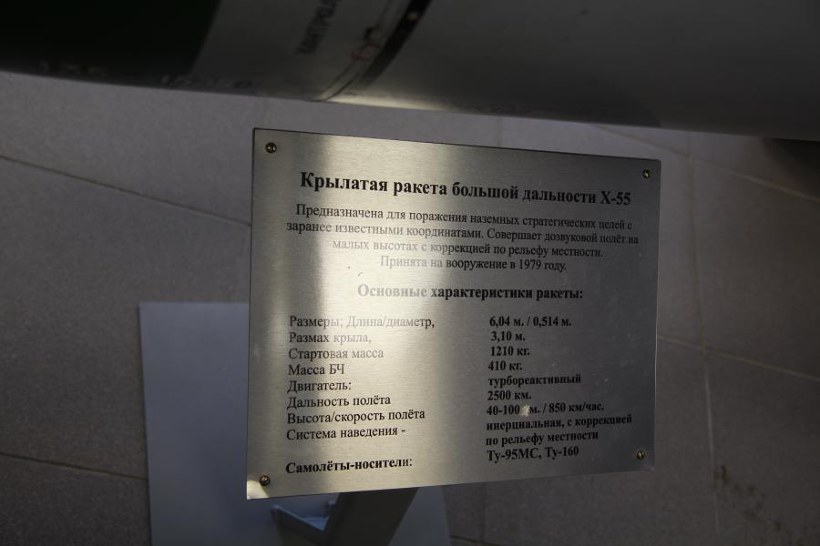 Крылатая ракета большой дальности Х-55
Предназначена для поражения наземных стратегических целей с
заранее известными координатами. Совершает дозвуковой полёт на
малых высотах с коррекцией по рельефу местности.
Принята на вооружение в 1979 году.
Основные характеристики ракеты:
Размеры; Длина/диаметр, 6,04 м. / 0,514 м.
Размах крыла, 3,10 м.
Стартовая масса 1210 кг.
Масса БЧ 410 кг.
Двигатель: турбореактивный
Дальность полёта 2500 км.
Высота/скорость полёта 40-100 м. / 850 км/час.
Система наведения - инерциальная, с коррекцией
по рельефу местности
Самолёты-носители: Ту-95МС, Ту-160